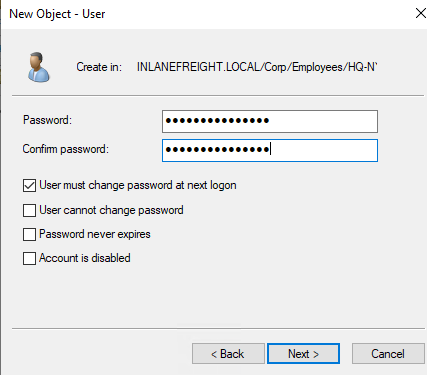 New Object - User
Create in: INLANEFREIGHT.LOCAL/Corp/Employees/HQ-NY
Password: ●●●●●●●●●●●●●●●
Confirm password: ●●●●●●●●●●●●●●●
User must change password at next logon
User cannot change password
Password never expires
Account is disabled
< Back Next > Cancel